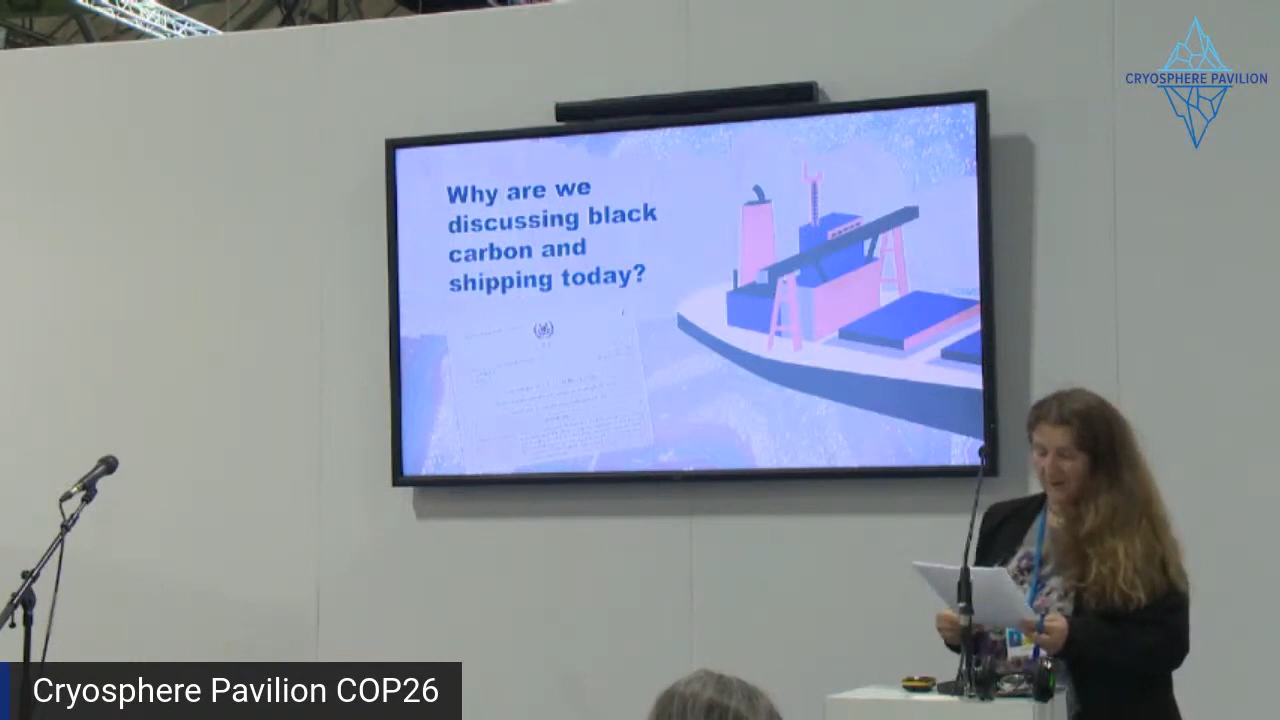 CRYOSPHERE PAVILION
Why are we
discussing black
carbon and
shipping today?
Cryosphere Pavilion COP26